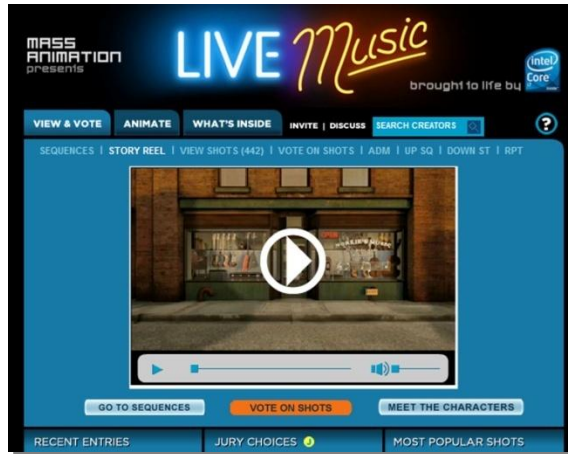 MASS
ANIMATION
presents
LIVE Music
brought to life by
intel
Core
VIEW & VOTE ANIMATE WHAT'S INSIDE INVITE | DISCUSS SEARCH CREATORS ?
SEQUENCES | STORY REEL | VIEW SHOTS (442) | VOTE ON SHOTS | ADM | UP SQ | DOWN ST | RPT
GO TO SEQUENCES VOTE ON SHOTS MEET THE CHARACTERS
RECENT ENTRIES JURY CHOICES J MOST POPULAR SHOTS